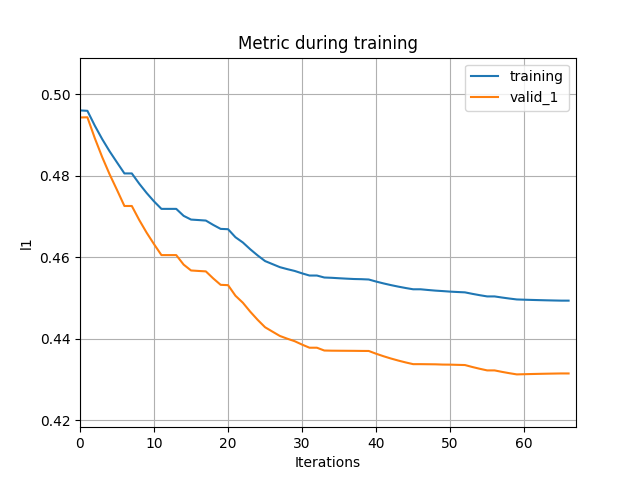 Metric during training
training
valid_1
0.50
0.48
0.46
0.44
0.42
l1
0 10 20 30 40 50 60
Iterations